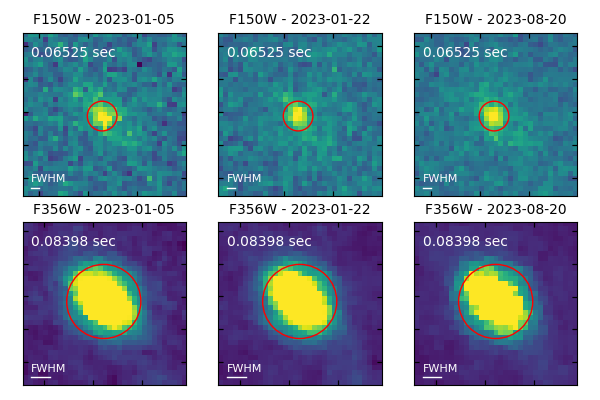 F150W - 2023-01-05
F150W - 2023-01-22
F150W - 2023-08-20
0.06525 sec
0.06525 sec
0.06525 sec
FWHM
FWHM
FWHM
F356W - 2023-01-05
F356W - 2023-01-22
F356W - 2023-08-20
0.08398 sec
0.08398 sec
0.08398 sec
FWHM
FWHM
FWHM